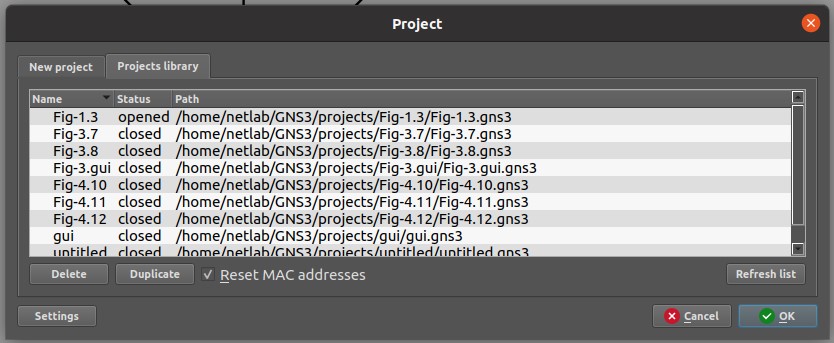 Project
New project Projects library
Name Status Path
Fig-1.3 opened /home/netlab/GNS3/projects/Fig-1.3/Fig-1.3.gns3
Fig-3.7 closed /home/netlab/GNS3/projects/Fig-3.7/Fig-3.7.gns3
Fig-3.8 closed /home/netlab/GNS3/projects/Fig-3.8/Fig-3.8.gns3
Fig-3.gui closed /home/netlab/GNS3/projects/Fig-3.gui/Fig-3.gui.gns3
Fig-4.10 closed /home/netlab/GNS3/projects/Fig-4.10/Fig-4.10.gns3
Fig-4.11 closed /home/netlab/GNS3/projects/Fig-4.11/Fig-4.11.gns3
Fig-4.12 closed /home/netlab/GNS3/projects/Fig-4.12/Fig-4.12.gns3
gui closed /home/netlab/GNS3/projects/gui/gui.gns3
untitled closed /home/netlab/GNS3/projects/untitled/untitled.gns3
Delete Duplicate Reset MAC addresses Refresh list
Settings Cancel OK